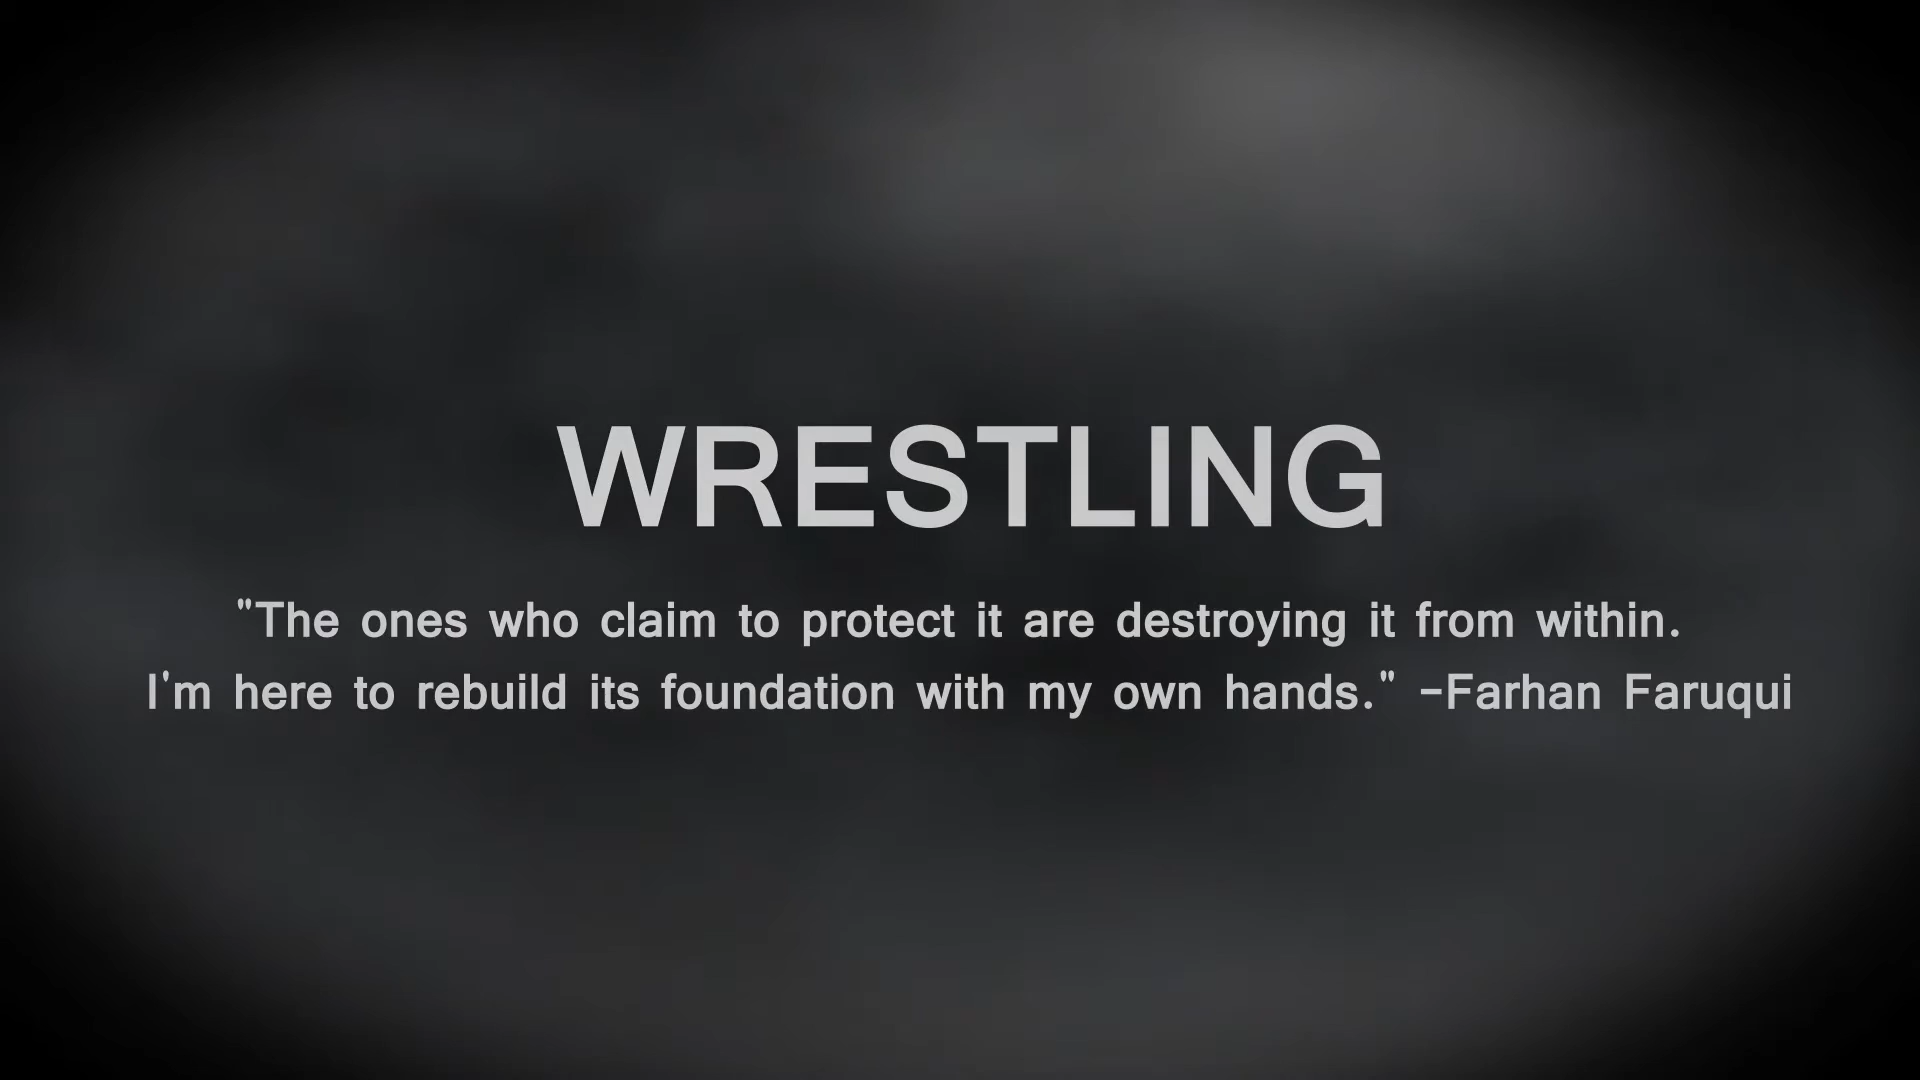 WRESTLING
"The ones who claim to protect it are destroying it from within.
I'm here to rebuild its foundation with my own hands." -Farhan Faruqui